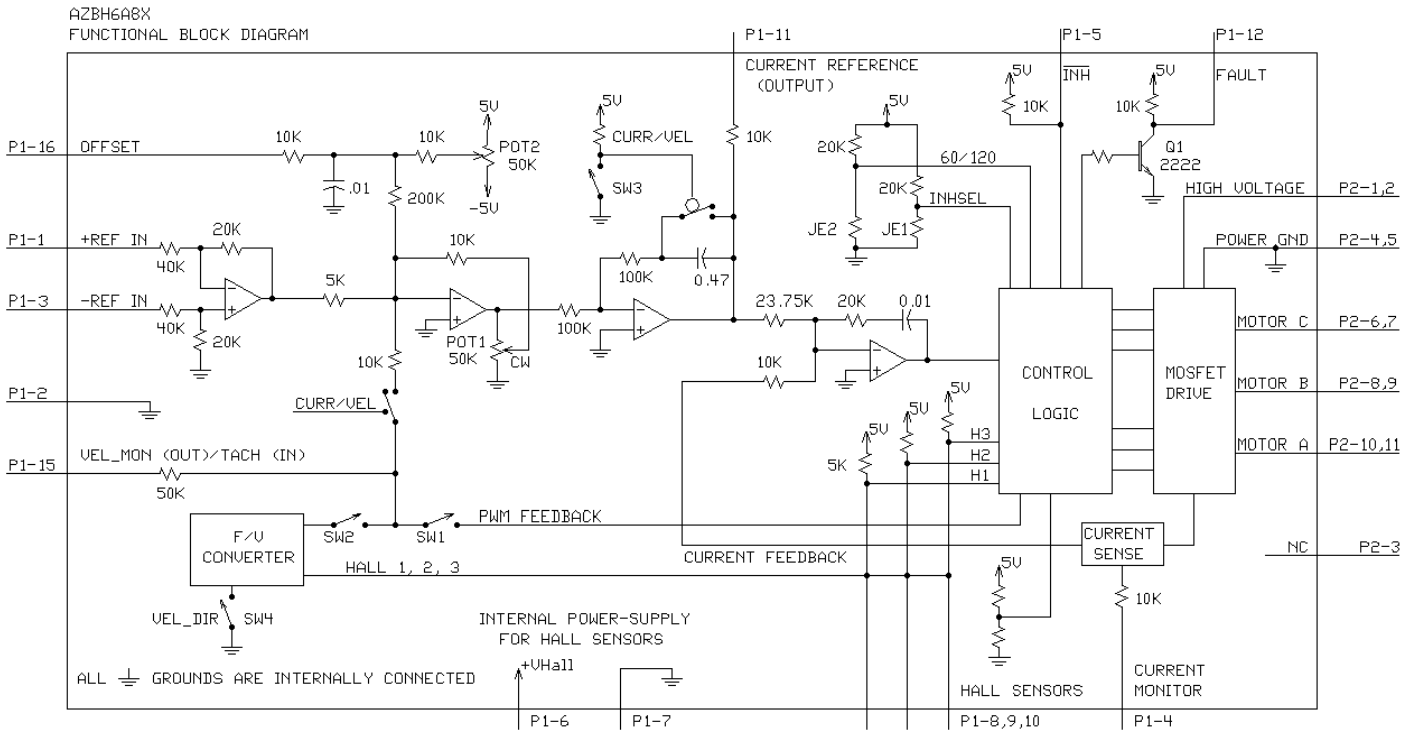 AZBH6A8X
FUNCTIONAL BLOCK DIAGRAM
P1-11
P1-5
P1-12
CURRENT REFERENCE
(OUTPUT)
5V
INH
5V
FAULT
10K
10K
5V
5V
5V
P1-16
OFFSET
10K
10K
POT2
50K
CURR/VEL
10K
20K
60/120
Q1
2222
.01
200K
-5V
SW3
20K
INHSEL
HIGH VOLTAGE
P2-1,2
JE2
JE1
P1-1
+REF IN
20K
40K
10K
POWER GND
P2-4,5
5K
100K
0.47
P1-3
-REF IN
40K
20K
100K
23.75K
20K
0.01
MOTOR C
P2-6,7
POT1
50K
CW
10K
10K
CONTROL
LOGIC
MOSFET
DRIVE
MOTOR B
P2-8,9
P1-2
CURR/VEL
5V
5V
5V
H3
H2
H1
5K
MOTOR A
P2-10,11
P1-15
VEL_MON (OUT)/TACH (IN)
50K
F/V
CONVERTER
SW2
SW1
PWM FEEDBACK
CURRENT FEEDBACK
CURRENT
SENSE
NC
P2-3
HALL 1, 2, 3
5V
10K
VEL_DIR
SW4
INTERNAL POWER-SUPPLY
FOR HALL SENSORS
+VHall
ALL GROUNDS ARE INTERNALLY CONNECTED
HALL SENSORS
CURRENT
MONITOR
P1-6
P1-7
P1-8,9,10
P1-4